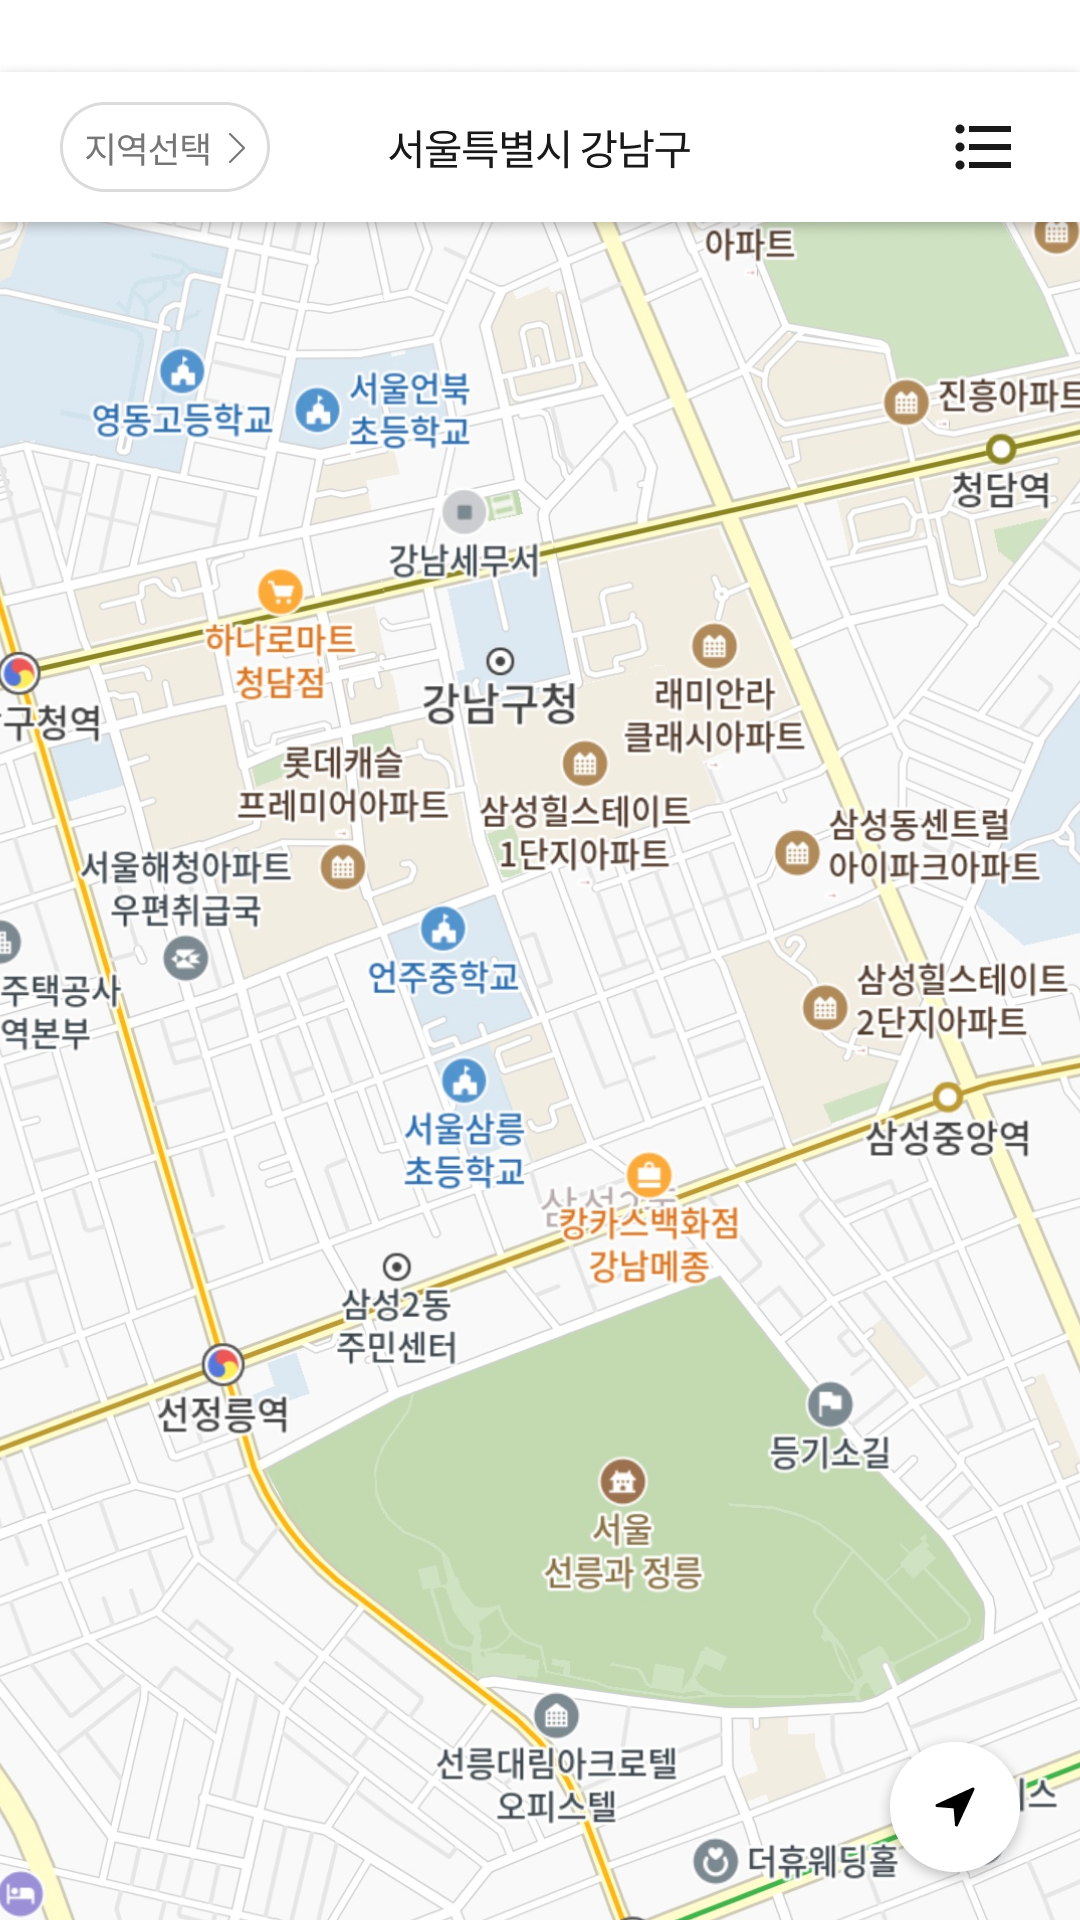 지역선택
서울특별시 강남구
아파트
진흥아파트
서울언북
초등학교
영동고등학교
청담역
강남세무서
하나로마트
청담점
강남구청
래미안라
클래시아파트
구청역
롯데캐슬
프레미어아파트
삼성힐스테이트
1단지아파트
삼성동센트럴
아이파크아파트
서울해청아파트
우편취급국
언주중학교
주택공사
역본부
삼성힐스테이트
2단지아파트
서울삼릉
초등학교
삼성중앙역
삼성2동
캉카스백화점
강남메종
삼성2동
주민센터
선정릉역
등기소길
서울
선릉과 정릉
선릉대림아크로텔
오피스텔
스
더휴웨딩홀